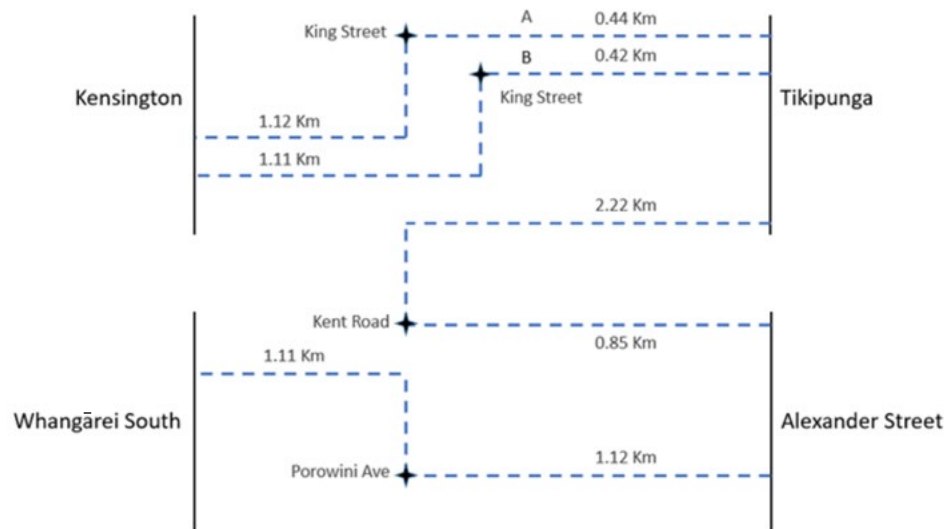 A
0.44 Km
King Street
B
0.42 Km
Kensington
King Street
Tikipunga
1.12 Km
1.11 Km
2.22 Km
Kent Road
0.85 Km
1.11 Km
Whangārei South
Alexander Street
Porowini Ave
1.12 Km